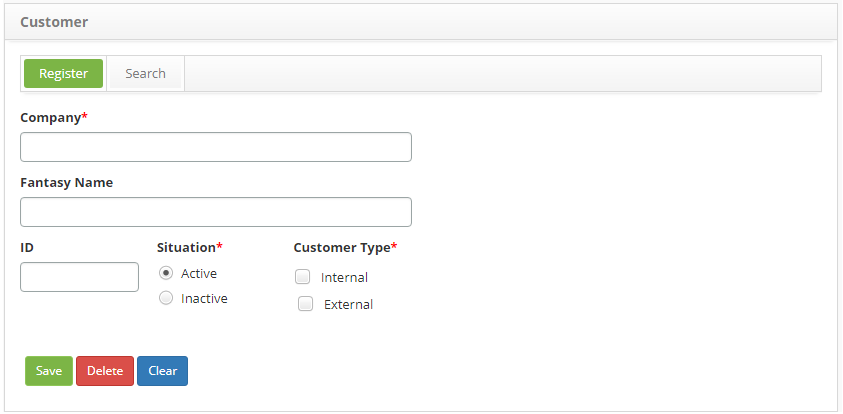 Customer
Register Search
Company*
Fantasy Name
ID Situation* Customer Type*
Active Internal
Inactive External
Save Delete Clear